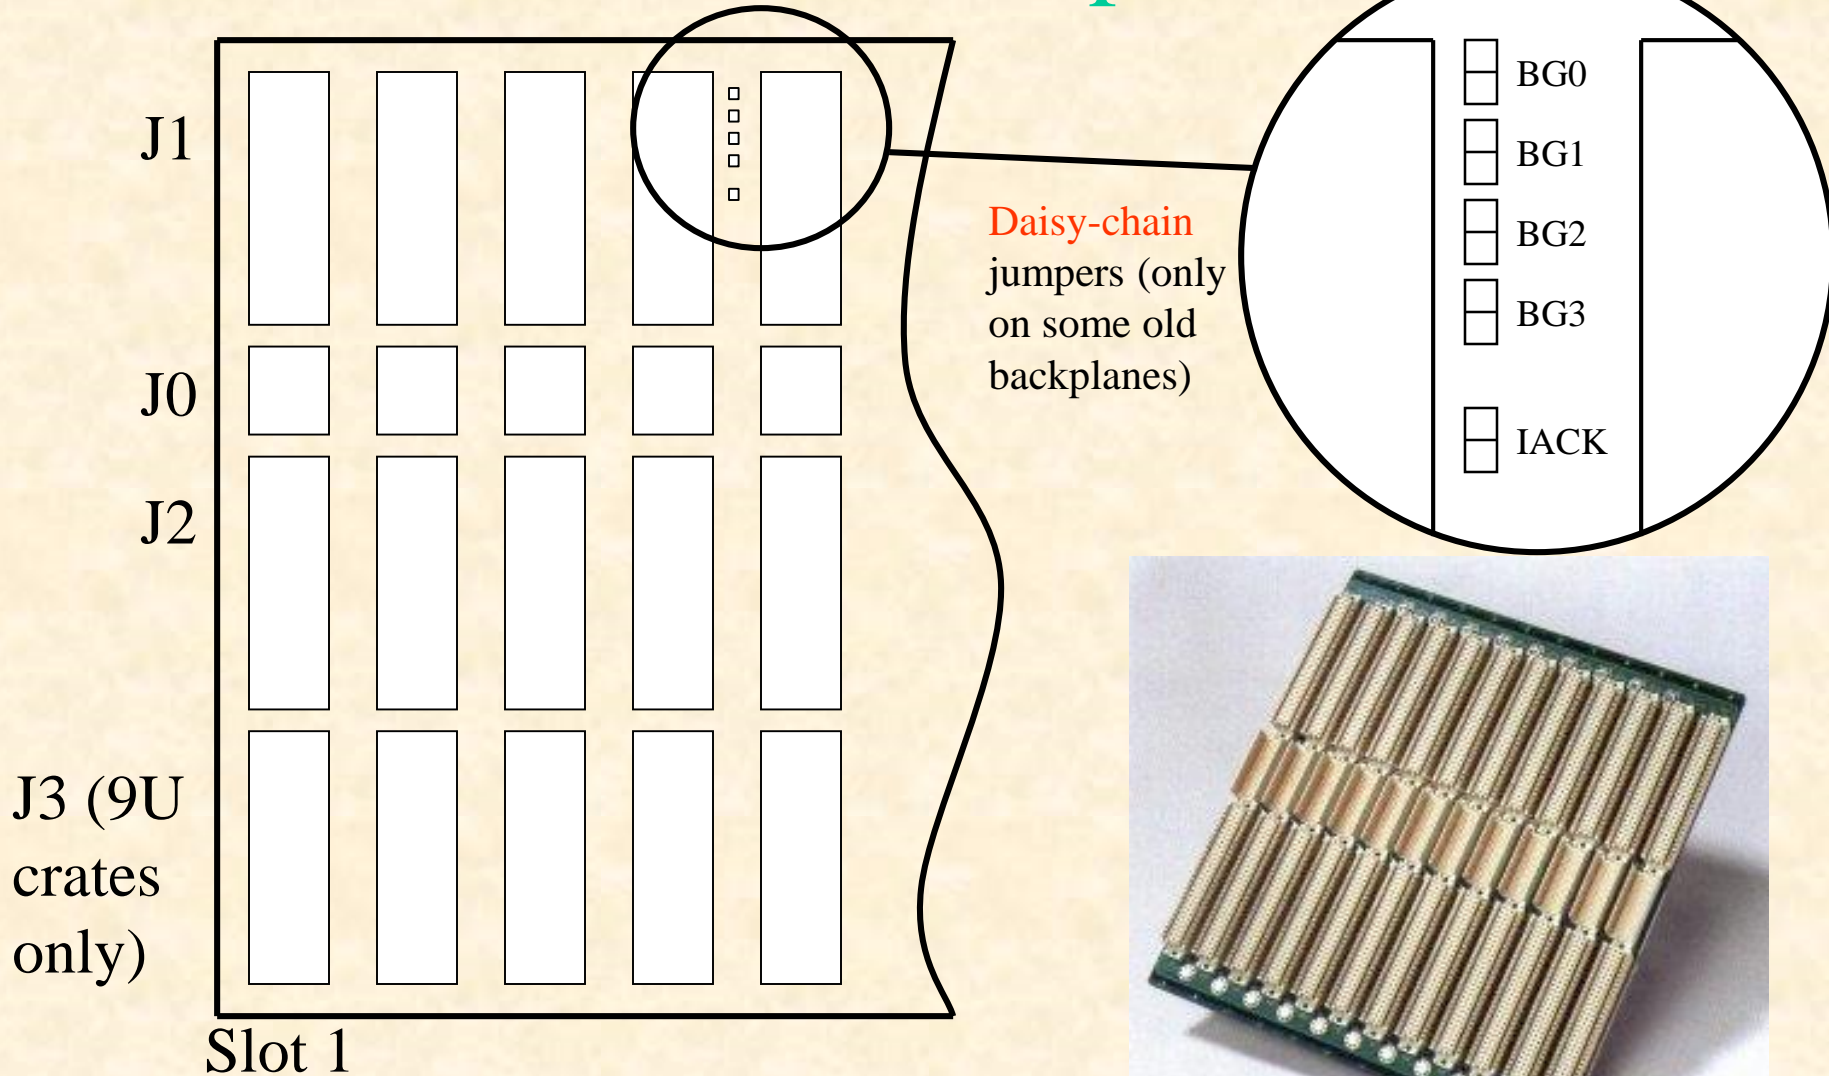 J1
J0
J2
J3 (9U
crates
only)
Slot 1
Daisy-chain
jumpers (only
on some old
backplanes)
BG0
BG1
BG2
BG3
IACK